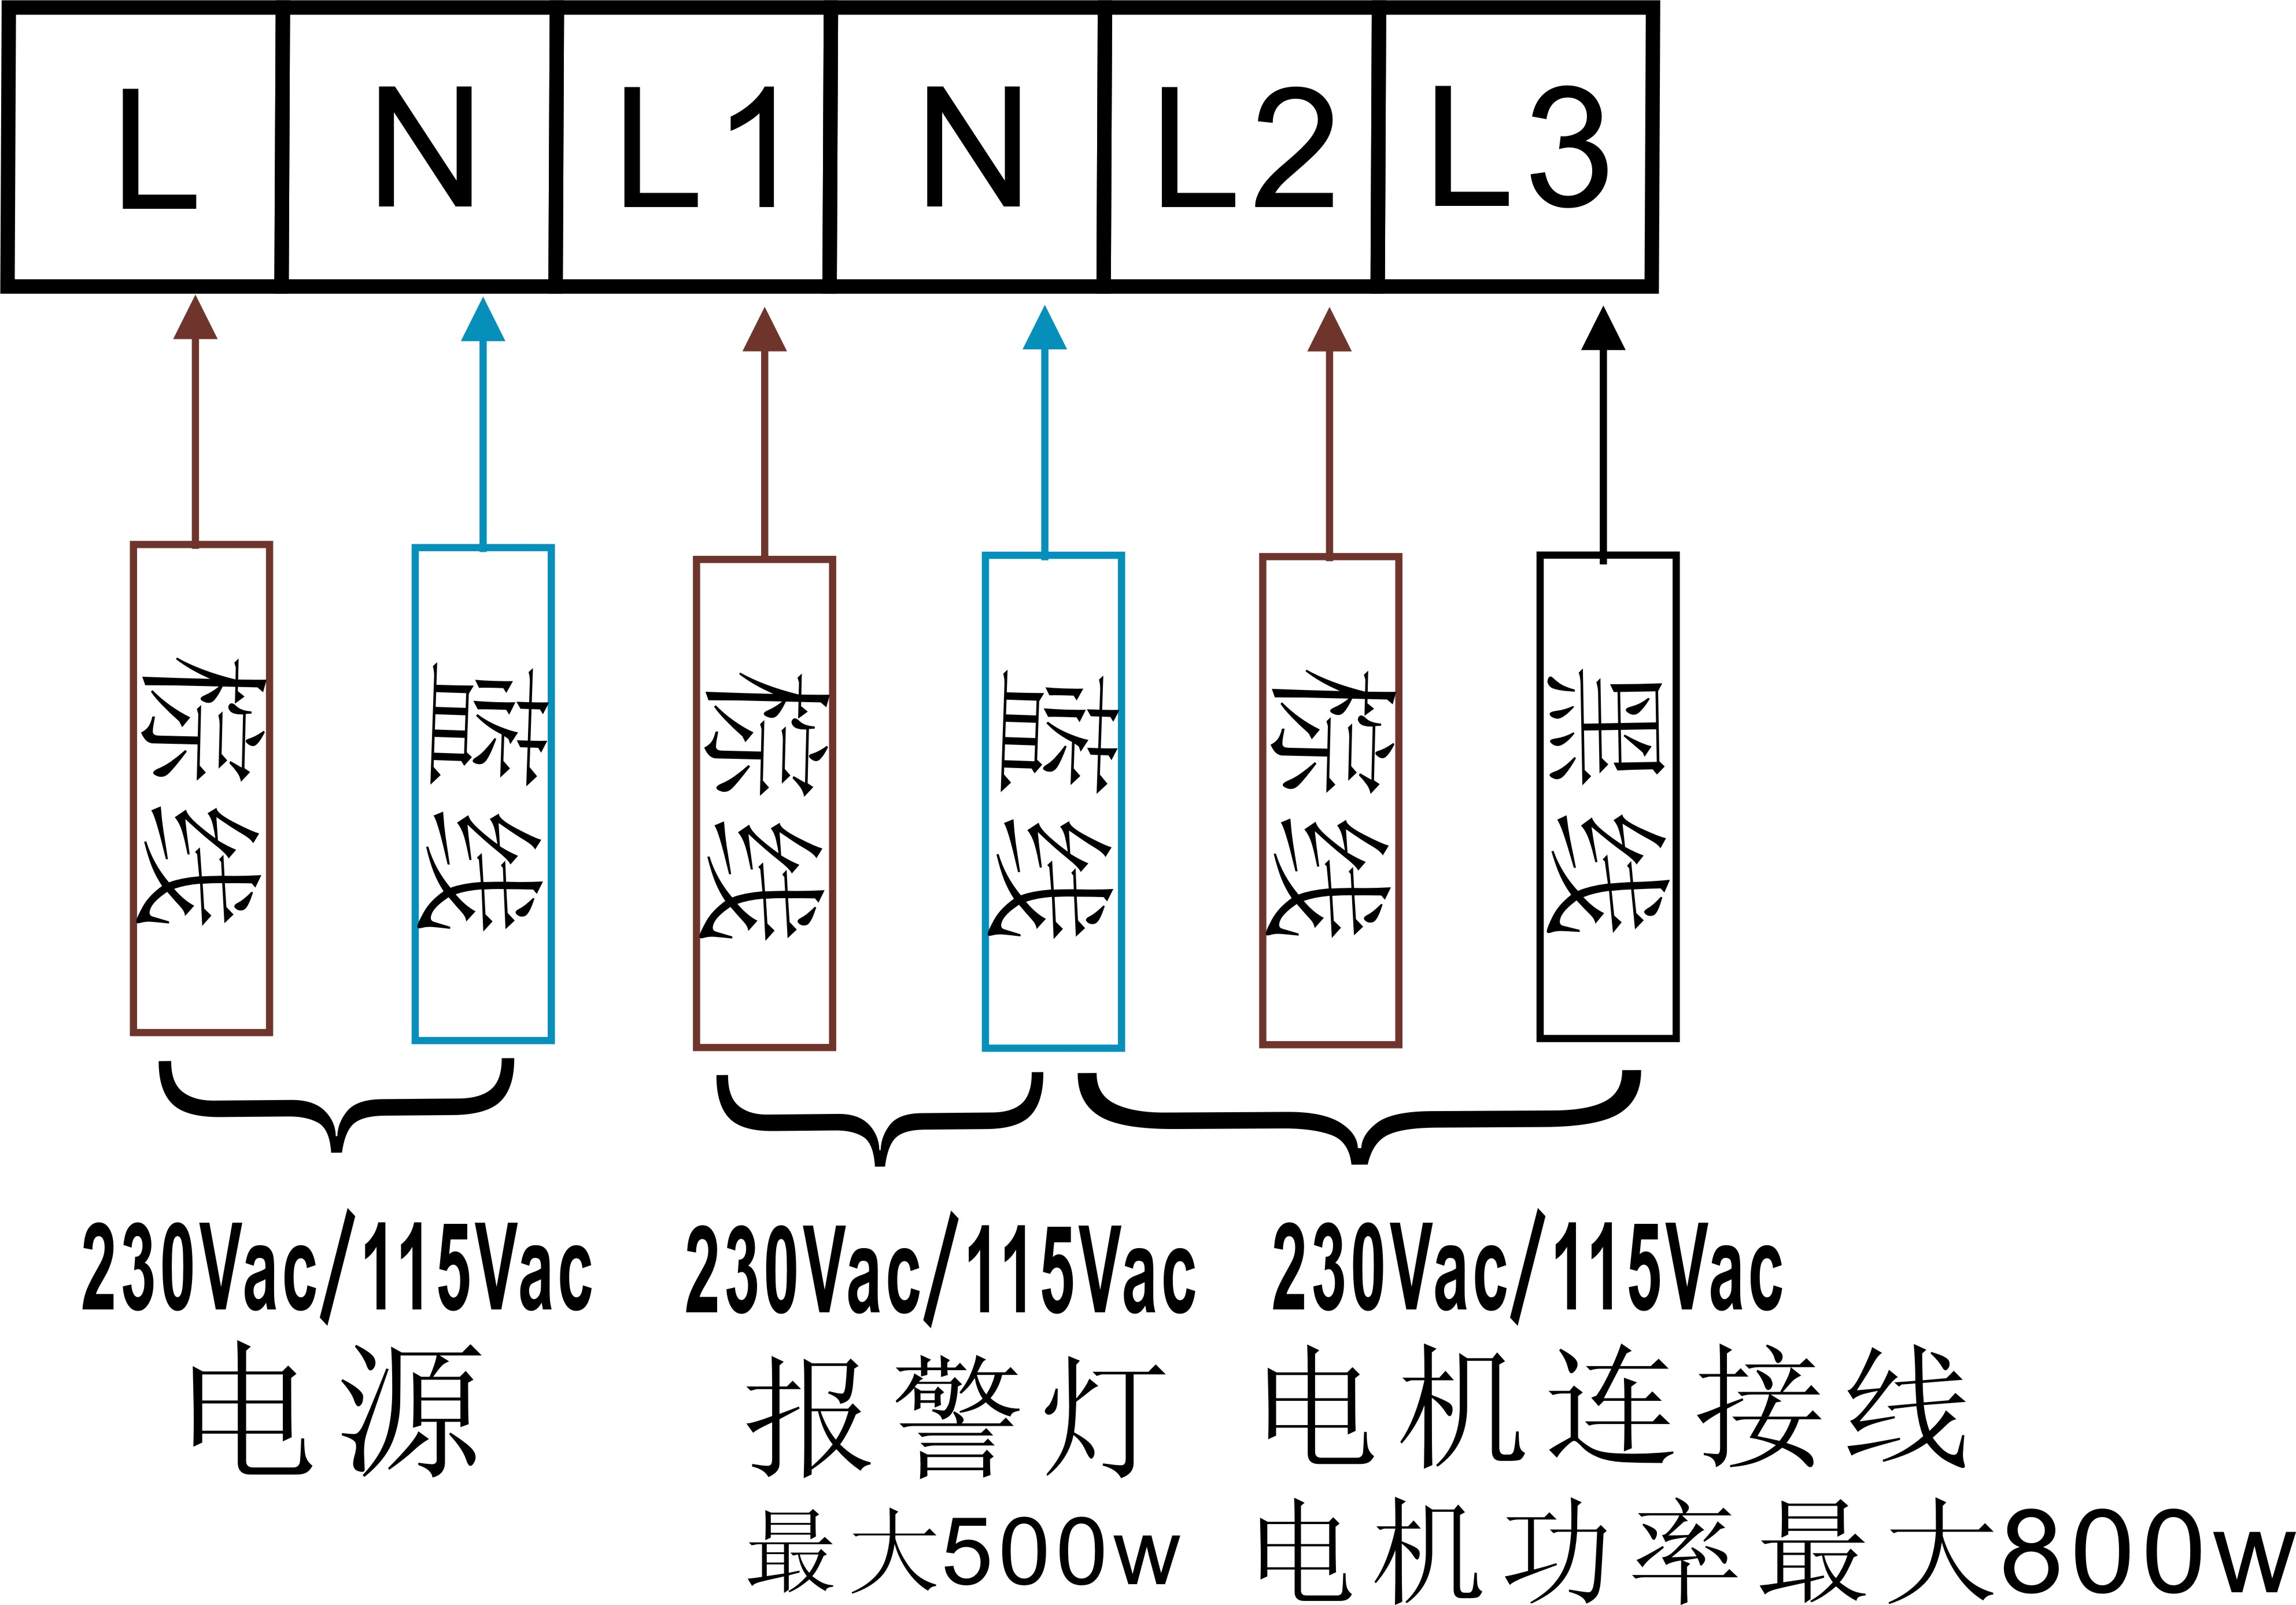 L N L1 N L2 L3
棕线 蓝线 棕线 蓝线 棕线 黑线
230Vac/115Vac 230Vac/115Vac 230Vac/115Vac
电源 报警灯 电机连接线
最大500w 电机功率最大800w